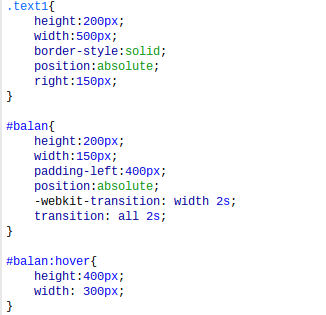 .text1{
height:200px;
width:500px;
border-style:solid;
position:absolute;
right:150px;
}
#balan{
height:200px;
width:150px;
padding-left:400px;
position:absolute;
-webkit-transition: width 2s;
transition: all 2s;
}
#balan:hover{
height:400px;
width: 300px;
}